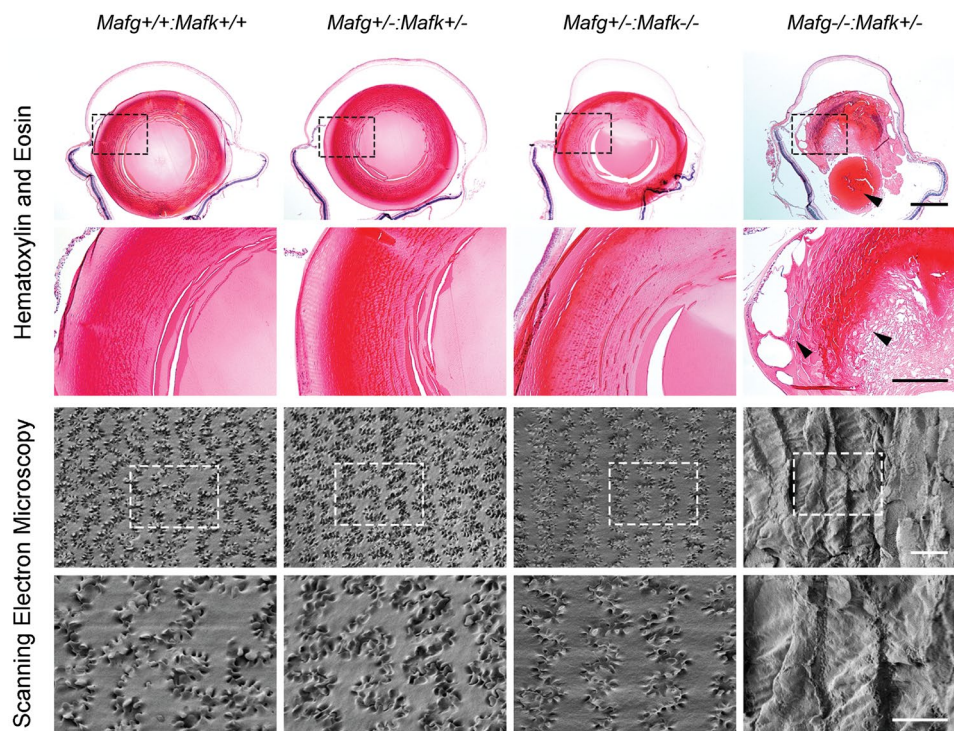 Mafg+/+:Mafk+/+
Mafg+/-:Mafk+/-
Mafg+/-:Mafk-/-
Mafg-/-:Mafk+/-
Hematoxylin and Eosin
Scanning Electron Microscopy